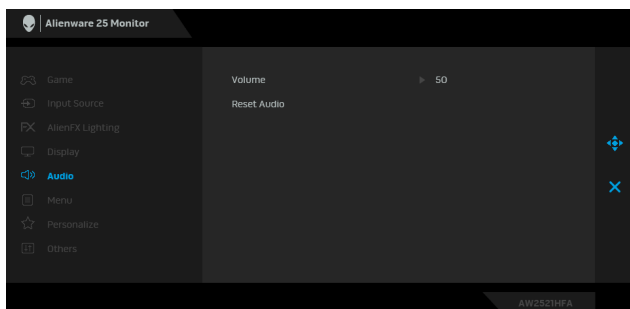 Alienware 25 Monitor
Game
Input Source
AlienFX Lighting
Display
Audio
Menu
Personalize
Others
Volume 50
Reset Audio
AW2521HFA